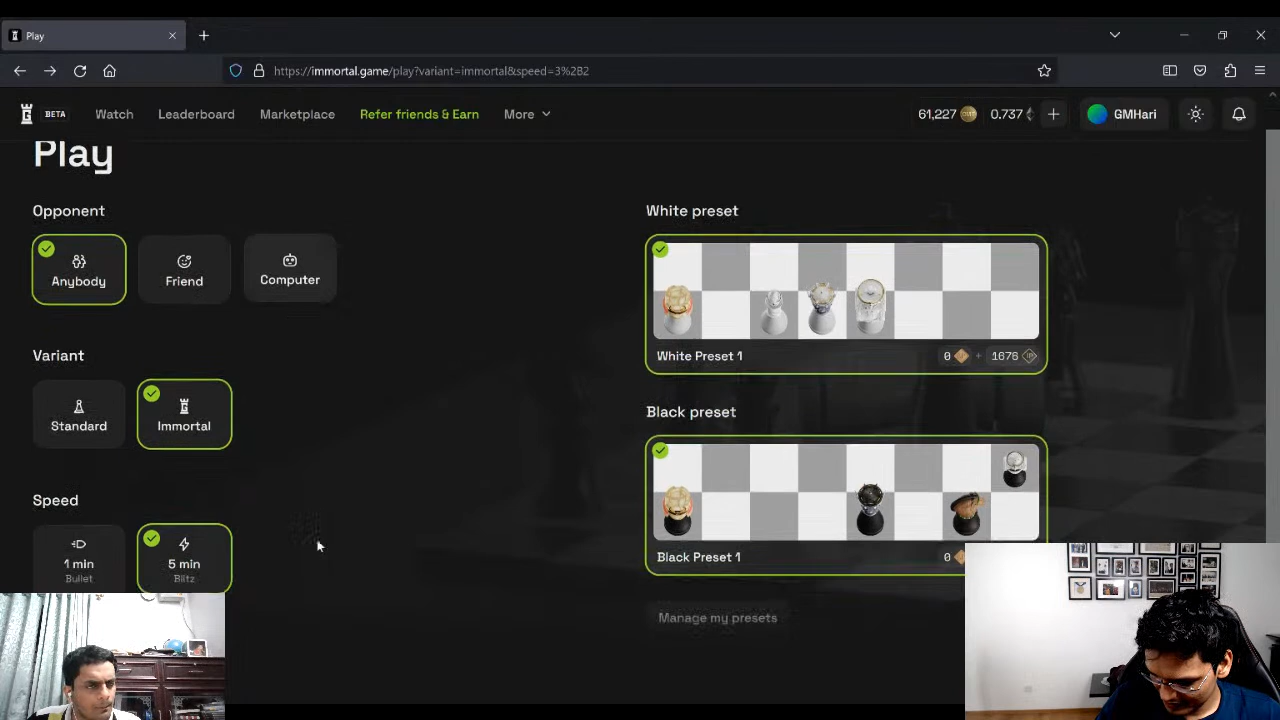 Play
https://immortal.game/play?variant=immortal&speed=3%2B2
BETA Watch Leaderboard Marketplace Refer friends & Earn More 61,227 0.737 GMHari
Play
Opponent
Anybody Friend Computer
Variant
Standard Immortal
Speed
1 min 5 min
Bullet Blitz
White preset
White Preset 1 0 + 1676
Black preset
Black Preset 1 0
Manage my presets